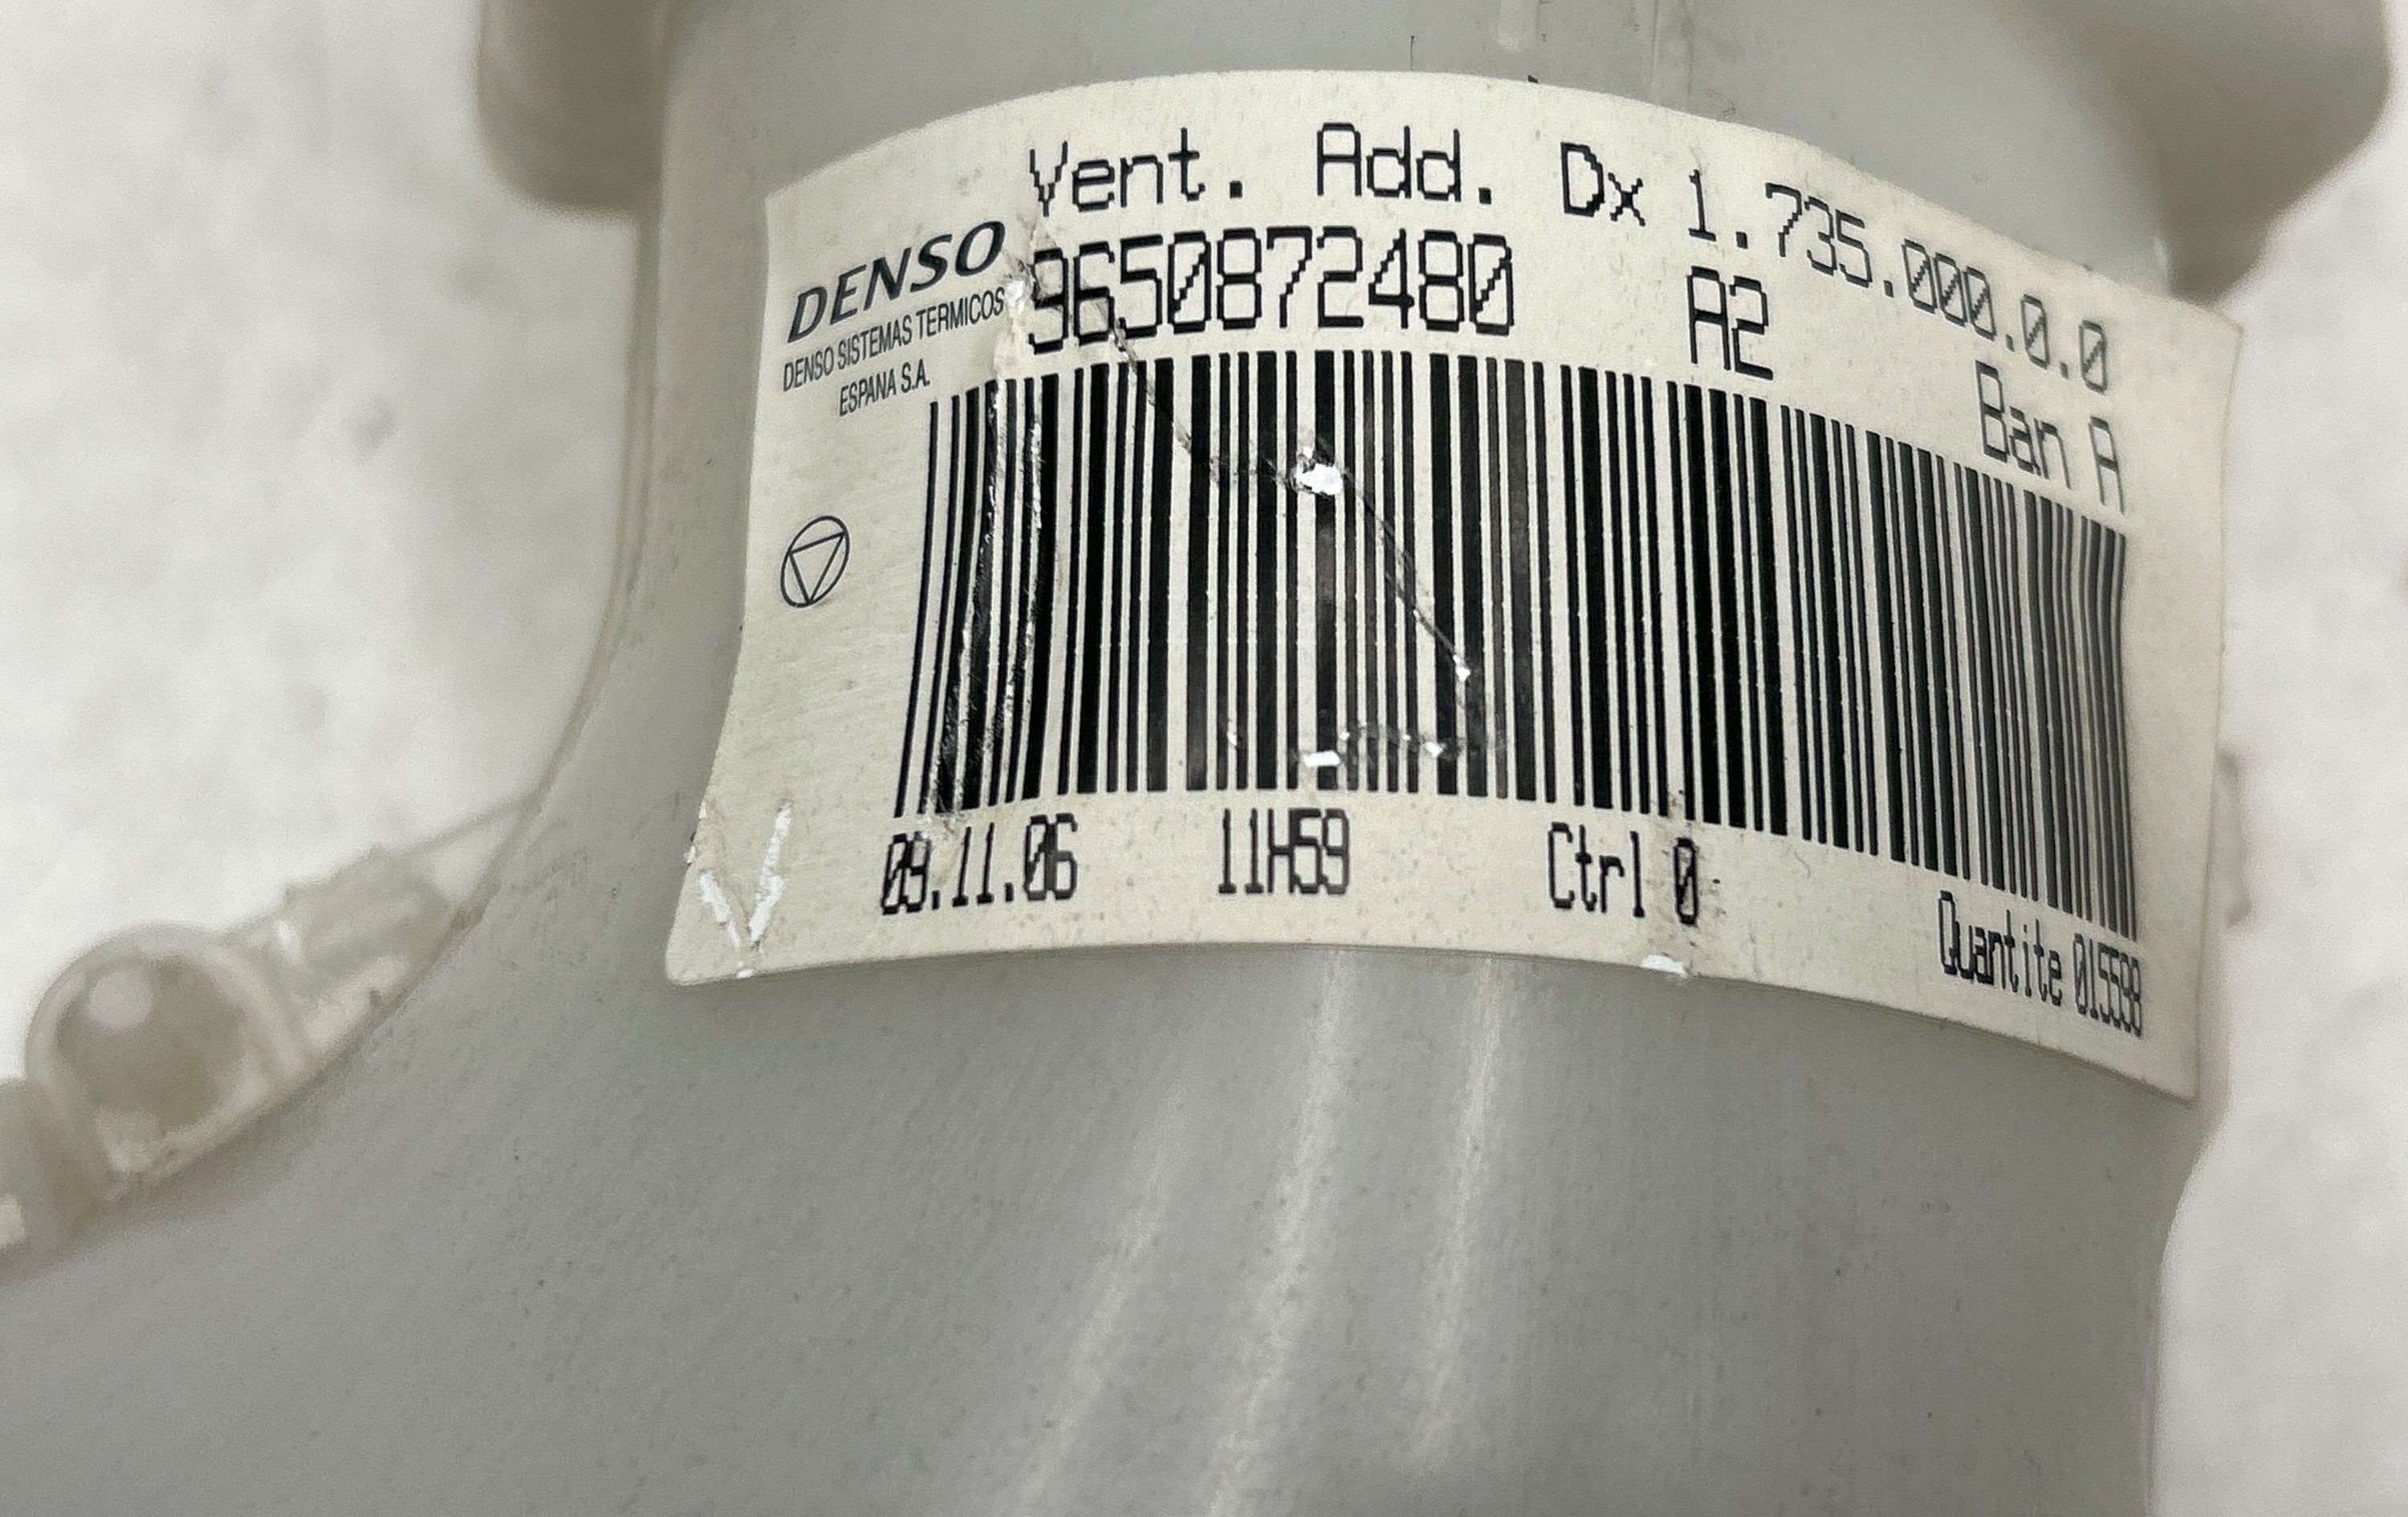 Vent. Add. Dx 1.735.000.0.0
DENSO
9650872480 A2
DENSO SISTEMAS TERMICOS
ESPANA S.A.
Ban A
09.11.06 11H59 Ctrl 0
Quantite 015598